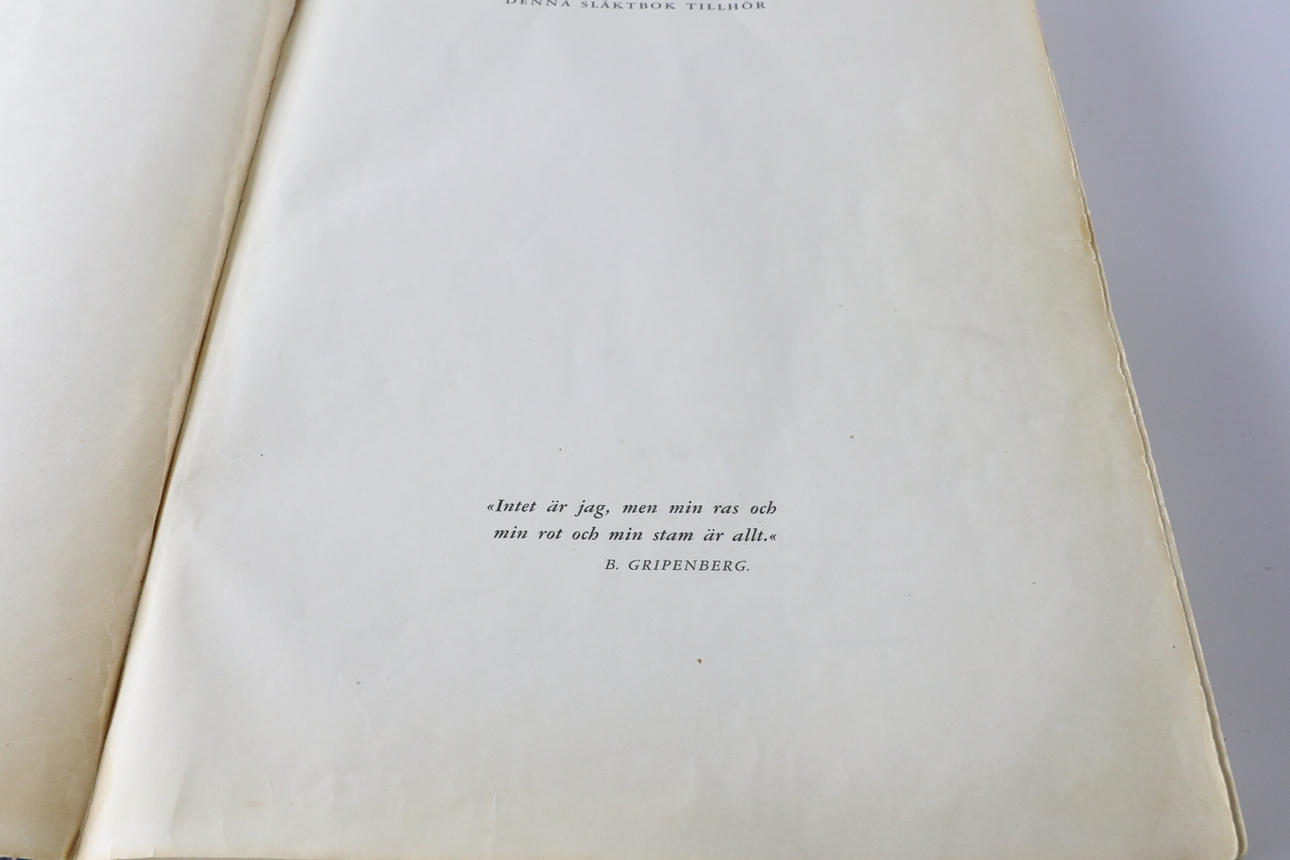 DENNA SLÄKTBOK TILLHÖR
«Intet är jag, men min ras och
min rot och min stam är allt.«
B. GRIPENBERG.